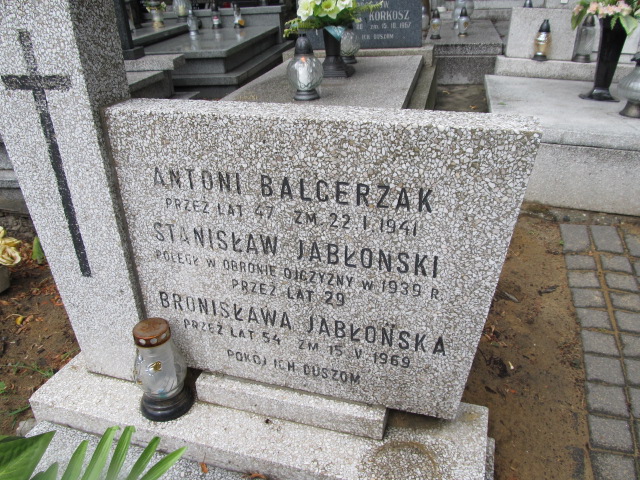 KORKOSZ
ANTONI BALCERZAK
PRZEŻ LAT 47 ZM 22 I.1941
STANISŁAW JABŁOŃSKI
POLEGŁ W OBRONIE OJCZYZNY W 1939 R
PRZEŻ LAT 29
BRONISŁAWA JABŁOŃSKA
PRZEŻ LAT 54 ZM 15 V.1969
POKÓJ ICH DUSZOM